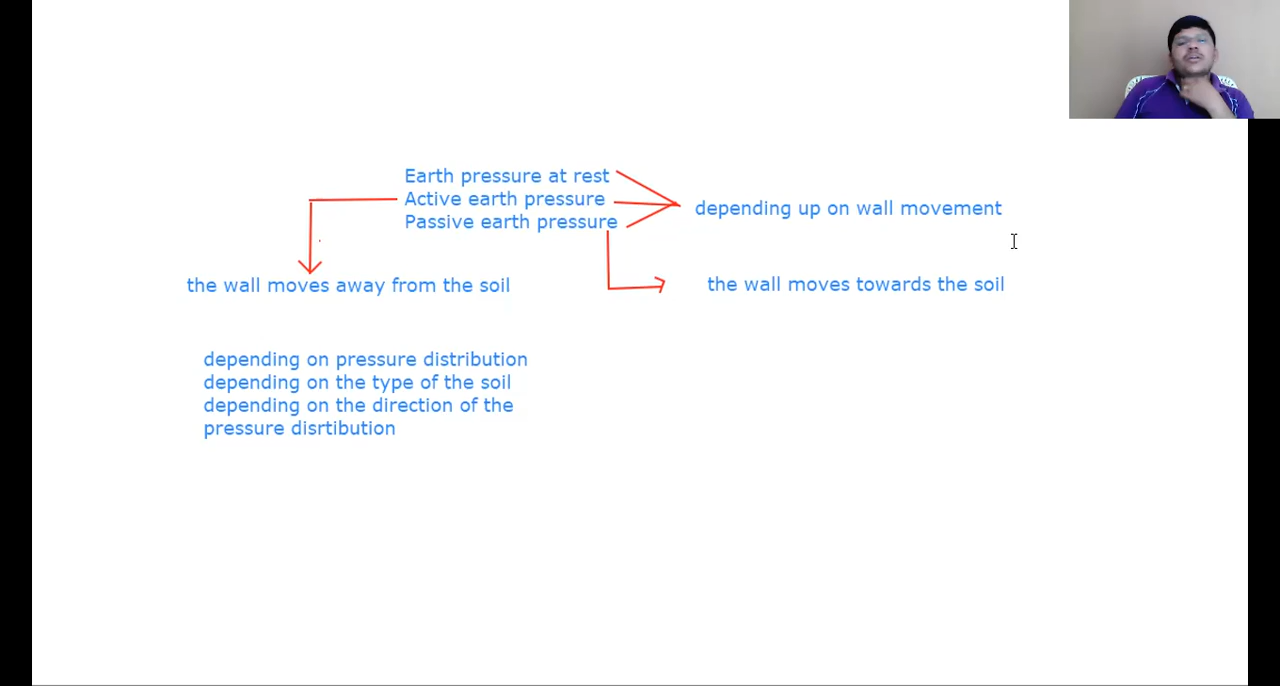 Earth pressure at rest
Active earth pressure
Passive earth pressure
depending up on wall movement
the wall moves away from the soil
the wall moves towards the soil
depending on pressure distribution
depending on the type of the soil
depending on the direction of the
pressure disrtibution